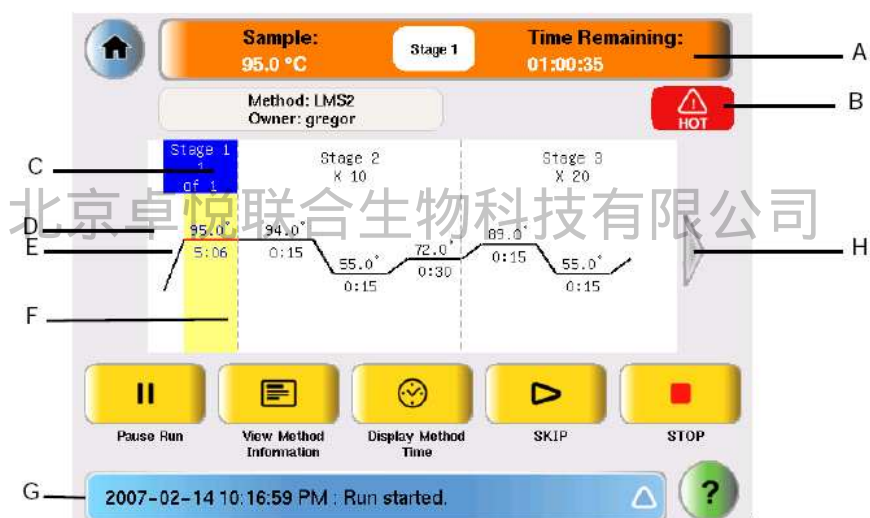 Sample:
Time Remaining:
95.0 °C
Stage 1
01:00:35
A
Method: LMS2
Owner: gregor
HOT
B
Stage 1
1
of 1
Stage 2
X 10
Stage 3
X 20
C
北京卓悦联合生物科技有限公司
D
95.0°
94.0°
72.0°
89.0°
E
5:06
0:15
55.0°
0:30
0:15
55.0°
H
0:15
0:15
F
Pause Run
View Method
Information
Display Method
Time
SKIP
STOP
G
2007-02-14 10:16:59 PM : Run started.
?